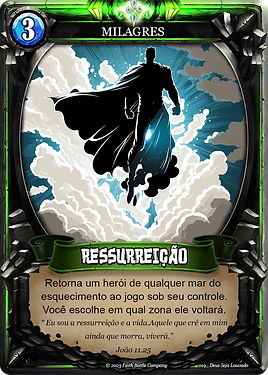 3
MILAGRES
RESSURREIÇÃO
Retorna um herói de qualquer mar do
esquecimento ao jogo sob seu controle.
Você escolhe em qual zona ele voltará.
"Eu sou a ressurreição e a vida.Aquele que crê em mim
ainda que morra, viverá."
João 11.25
© 2023 Faith Battle Company
Deus Seja Louvado